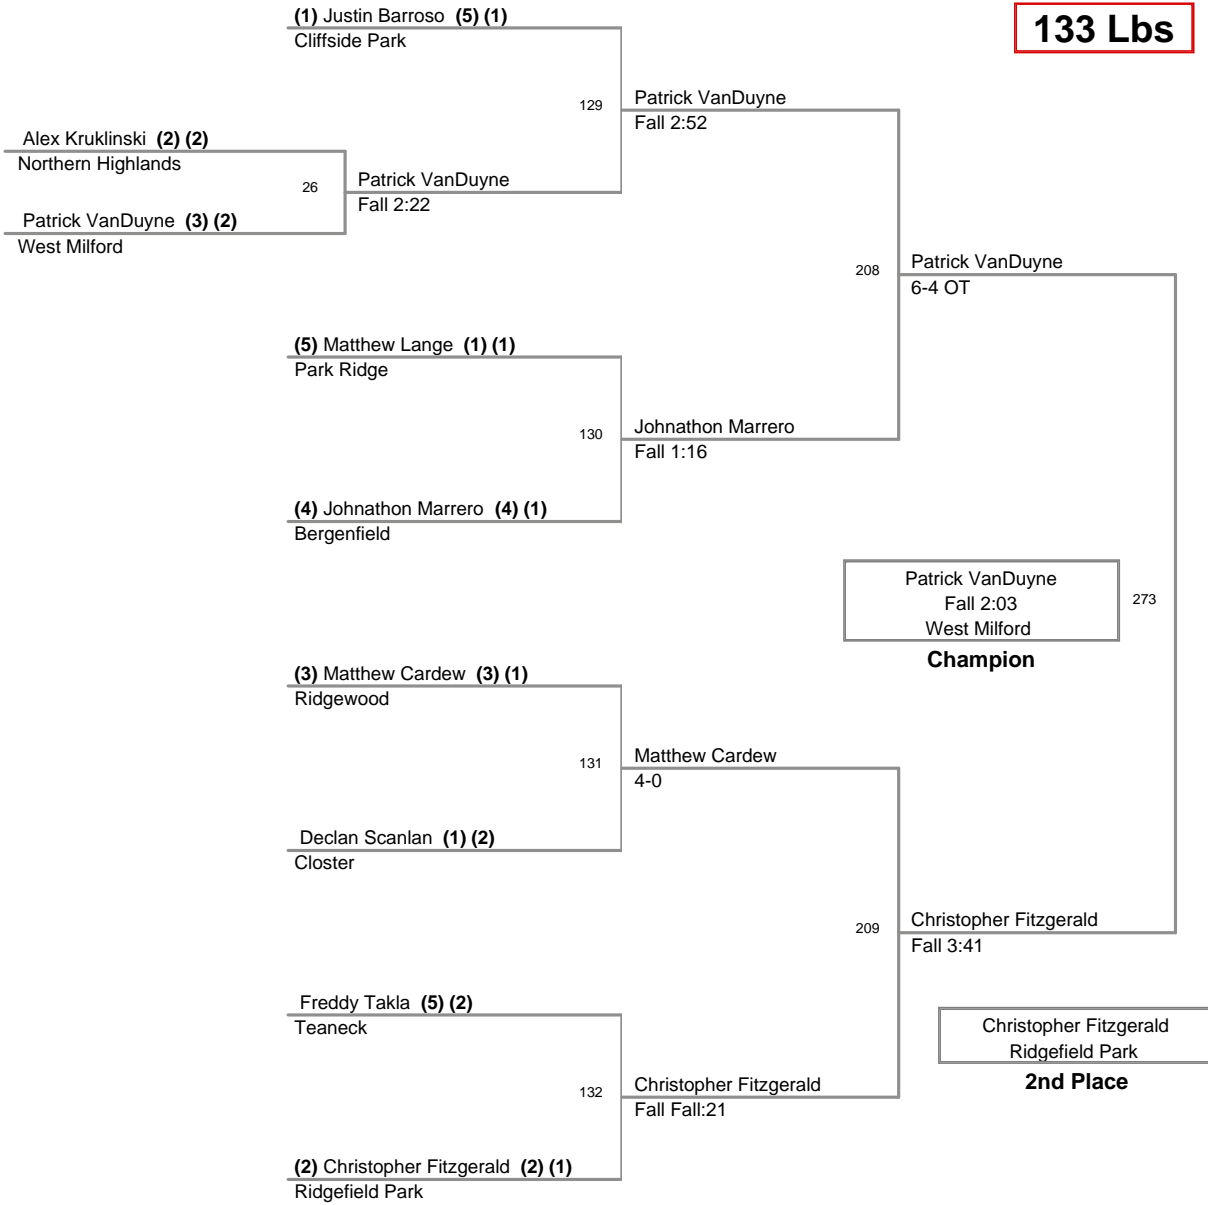 (1) Justin Barroso (5) (1)
Cliffside Park
133 Lbs
129
Patrick VanDuyne
Fall 2:52
Alex Kruklinski (2) (2)
Northern Highlands
26
Patrick VanDuyne
Fall 2:22
Patrick VanDuyne (3) (2)
West Milford
208
Patrick VanDuyne
6-4 OT
(5) Matthew Lange (1) (1)
Park Ridge
130
Johnathon Marrero
Fall 1:16
(4) Johnathon Marrero (4) (1)
Bergenfield
Patrick VanDuyne
Fall 2:03
West Milford
Champion
273
(3) Matthew Cardew (3) (1)
Ridgewood
131
Matthew Cardew
4-0
Declan Scanlan (1) (2)
Closter
209
Christopher Fitzgerald
Fall 3:41
Freddy Takla (5) (2)
Teaneck
Christopher Fitzgerald
Ridgefield Park
2nd Place
132
Christopher Fitzgerald
Fall Fall:21
(2) Christopher Fitzgerald (2) (1)
Ridgefield Park